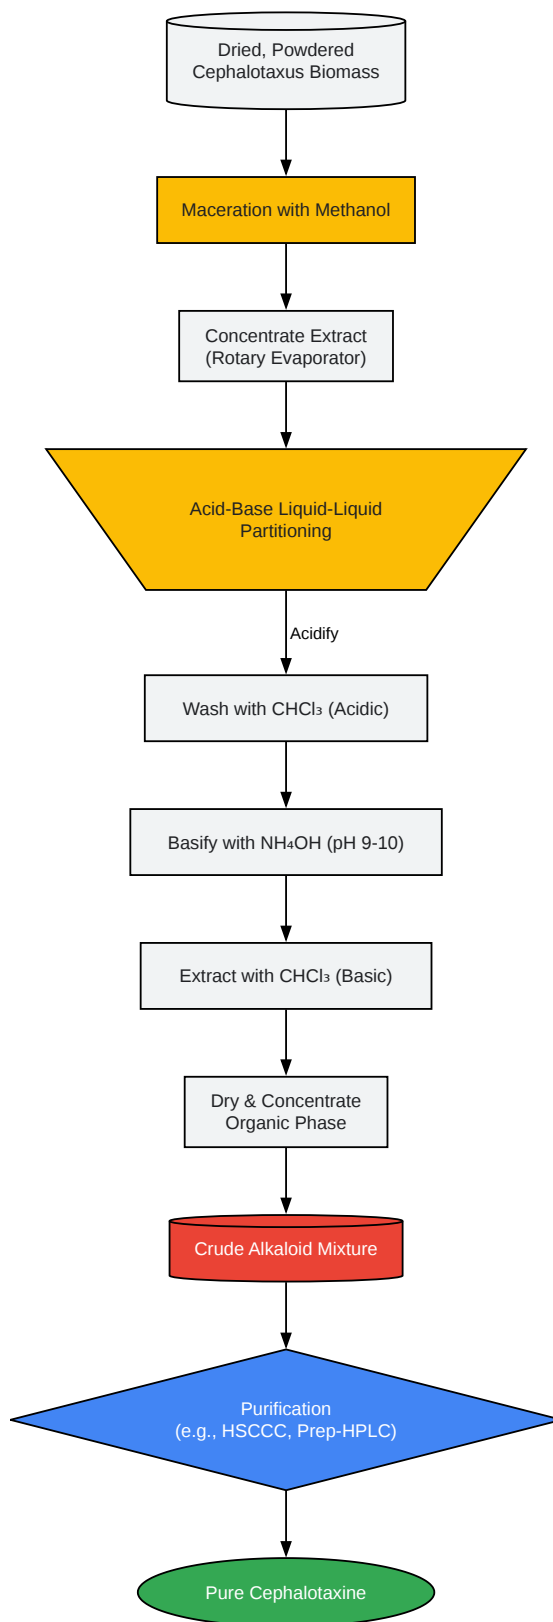 Dried, Powdered
Cephalotaxus Biomass
Maceration with Methanol
Concentrate Extract
(Rotary Evaporator)
Acid-Base Liquid-Liquid
Partitioning
Acidify
Wash with CHCl₃ (Acidic)
Basify with NH₄OH (pH 9-10)
Extract with CHCl₃ (Basic)
Dry & Concentrate
Organic Phase
Crude Alkaloid Mixture
Purification
(e.g., HSCCC, Prep-HPLC)
Pure Cephalotaxine